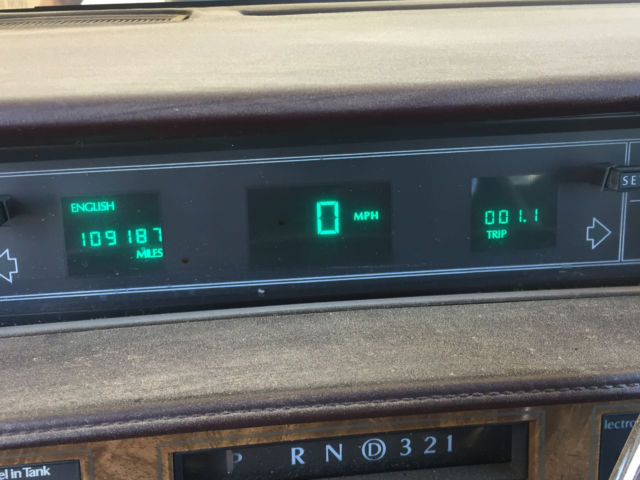 ENGLISH
109187
MILES
0 MPH
001.1
TRIP
SE
P R N D 3 2 1
el in Tank
lectro